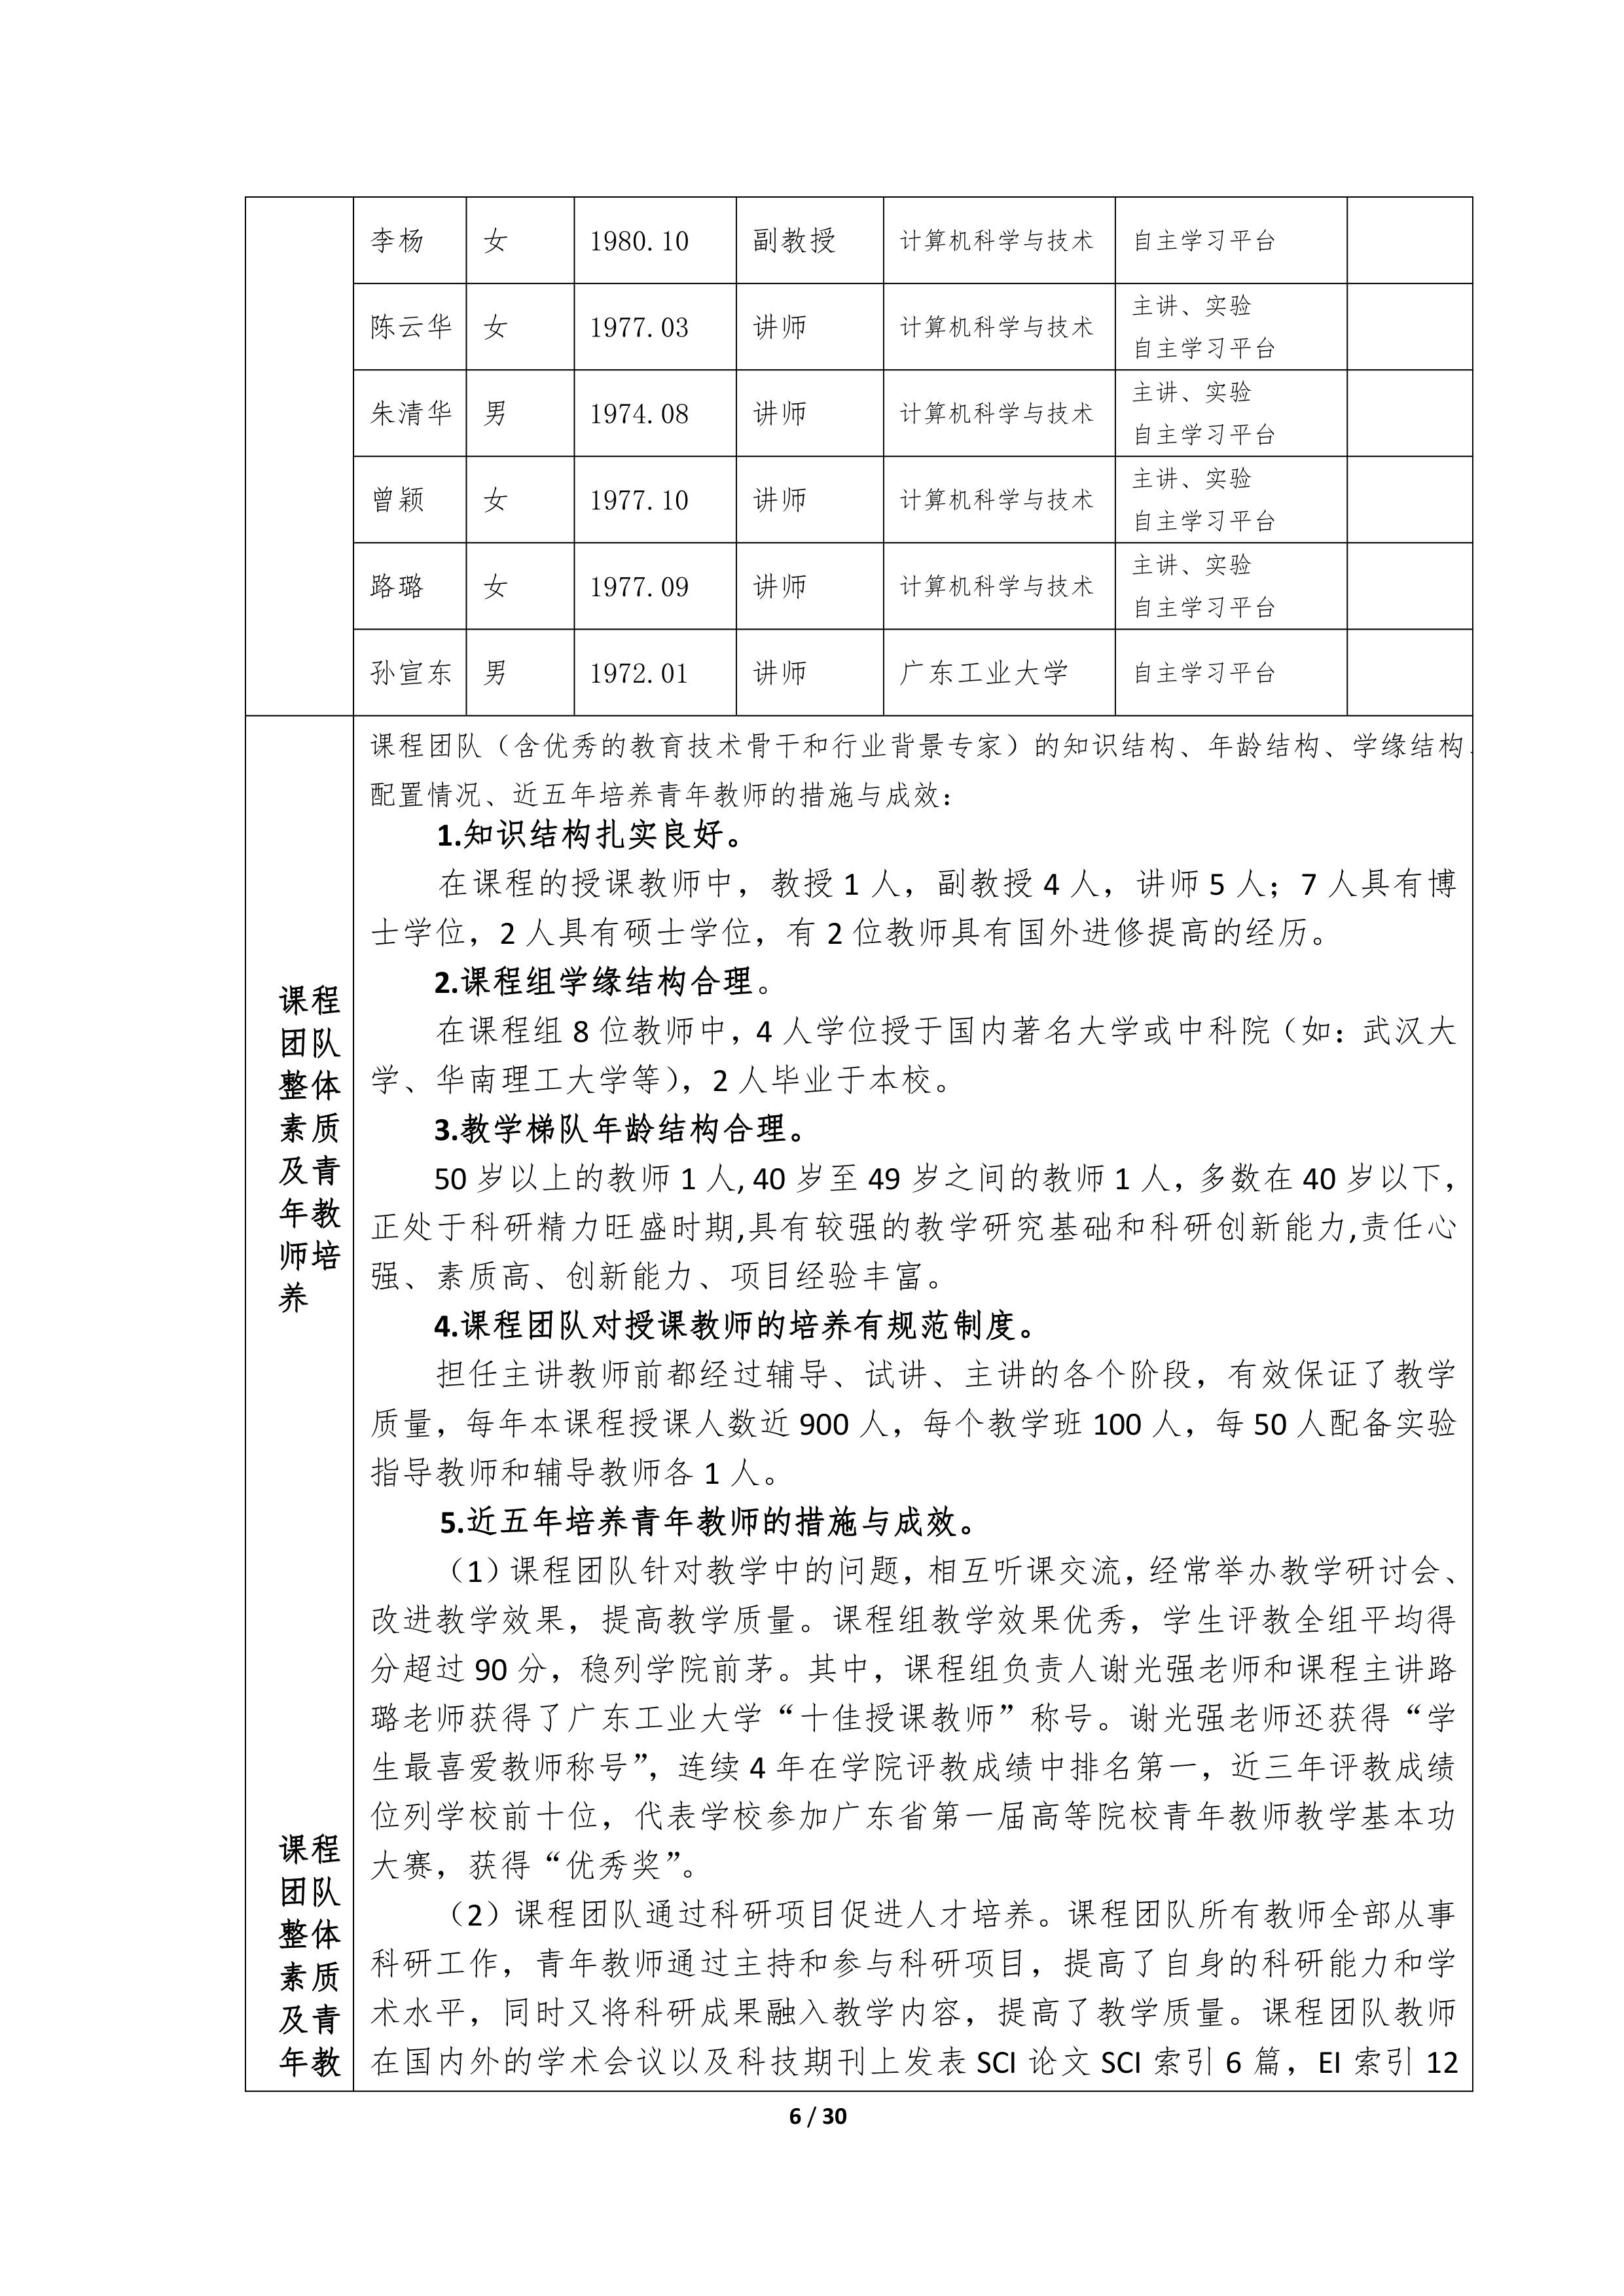 李杨 女 1980.10 副教授 计算机科学与技术 自主学习平台
陈云华 女 1977.03 讲师 计算机科学与技术 主讲、实验
自主学习平台
朱清华 男 1974.08 讲师 计算机科学与技术 主讲、实验
自主学习平台
曾颖 女 1977.10 讲师 计算机科学与技术 主讲、实验
自主学习平台
路璐 女 1977.09 讲师 计算机科学与技术 主讲、实验
自主学习平台
孙宣东 男 1972.01 讲师 广东工业大学 自主学习平台
课程
团队
整体
素质
及青
年教
师培
养
课程
团队
整体
素质
及青
年教
课程团队（含优秀的教育技术骨干和行业背景专家）的知识结构、年龄结构、学缘结构、
配置情况、近五年培养青年教师的措施与成效：
1.知识结构扎实良好。
在课程的授课教师中，教授 1 人，副教授 4 人，讲师 5 人；7 人具有博
士学位，2 人具有硕士学位，有 2 位教师具有国外进修提高的经历。
2.课程组学缘结构合理。
在课程组 8 位教师中，4 人学位授于国内著名大学或中科院（如：武汉大
学、华南理工大学等），2 人毕业于本校。
3.教学梯队年龄结构合理。
50 岁以上的教师 1 人, 40 岁至 49 岁之间的教师 1 人，多数在 40 岁以下，
正处于科研精力旺盛时期,具有较强的教学研究基础和科研创新能力,责任心
强、素质高、创新能力、项目经验丰富。
4.课程团队对授课教师的培养有规范制度。
担任主讲教师前都经过辅导、试讲、主讲的各个阶段，有效保证了教学
质量，每年本课程授课人数近 900 人，每个教学班 100 人，每 50 人配备实验
指导教师和辅导教师各 1 人。
5.近五年培养青年教师的措施与成效。
（1）课程团队针对教学中的问题，相互听课交流，经常举办教学研讨会、
改进教学效果，提高教学质量。课程组教学效果优秀，学生评教全组平均得
分超过 90 分，稳列学院前茅。其中，课程组负责人谢光强老师和课程主讲路
璐老师获得了广东工业大学“十佳授课教师”称号。谢光强老师还获得“学
生最喜爱教师称号”，连续 4 年在学院评教成绩中排名第一，近三年评教成绩
位列学校前十位，代表学校参加广东省第一届高等院校青年教师教学基本功
大赛，获得“优秀奖”。
（2）课程团队通过科研项目促进人才培养。课程团队所有教师全部从事
科研工作，青年教师通过主持和参与科研项目，提高了自身的科研能力和学
术水平，同时又将科研成果融入教学内容，提高了教学质量。课程团队教师
在国内外的学术会议以及科技期刊上发表 SCI 论文 SCI 索引 6 篇，EI 索引 12
6 / 30